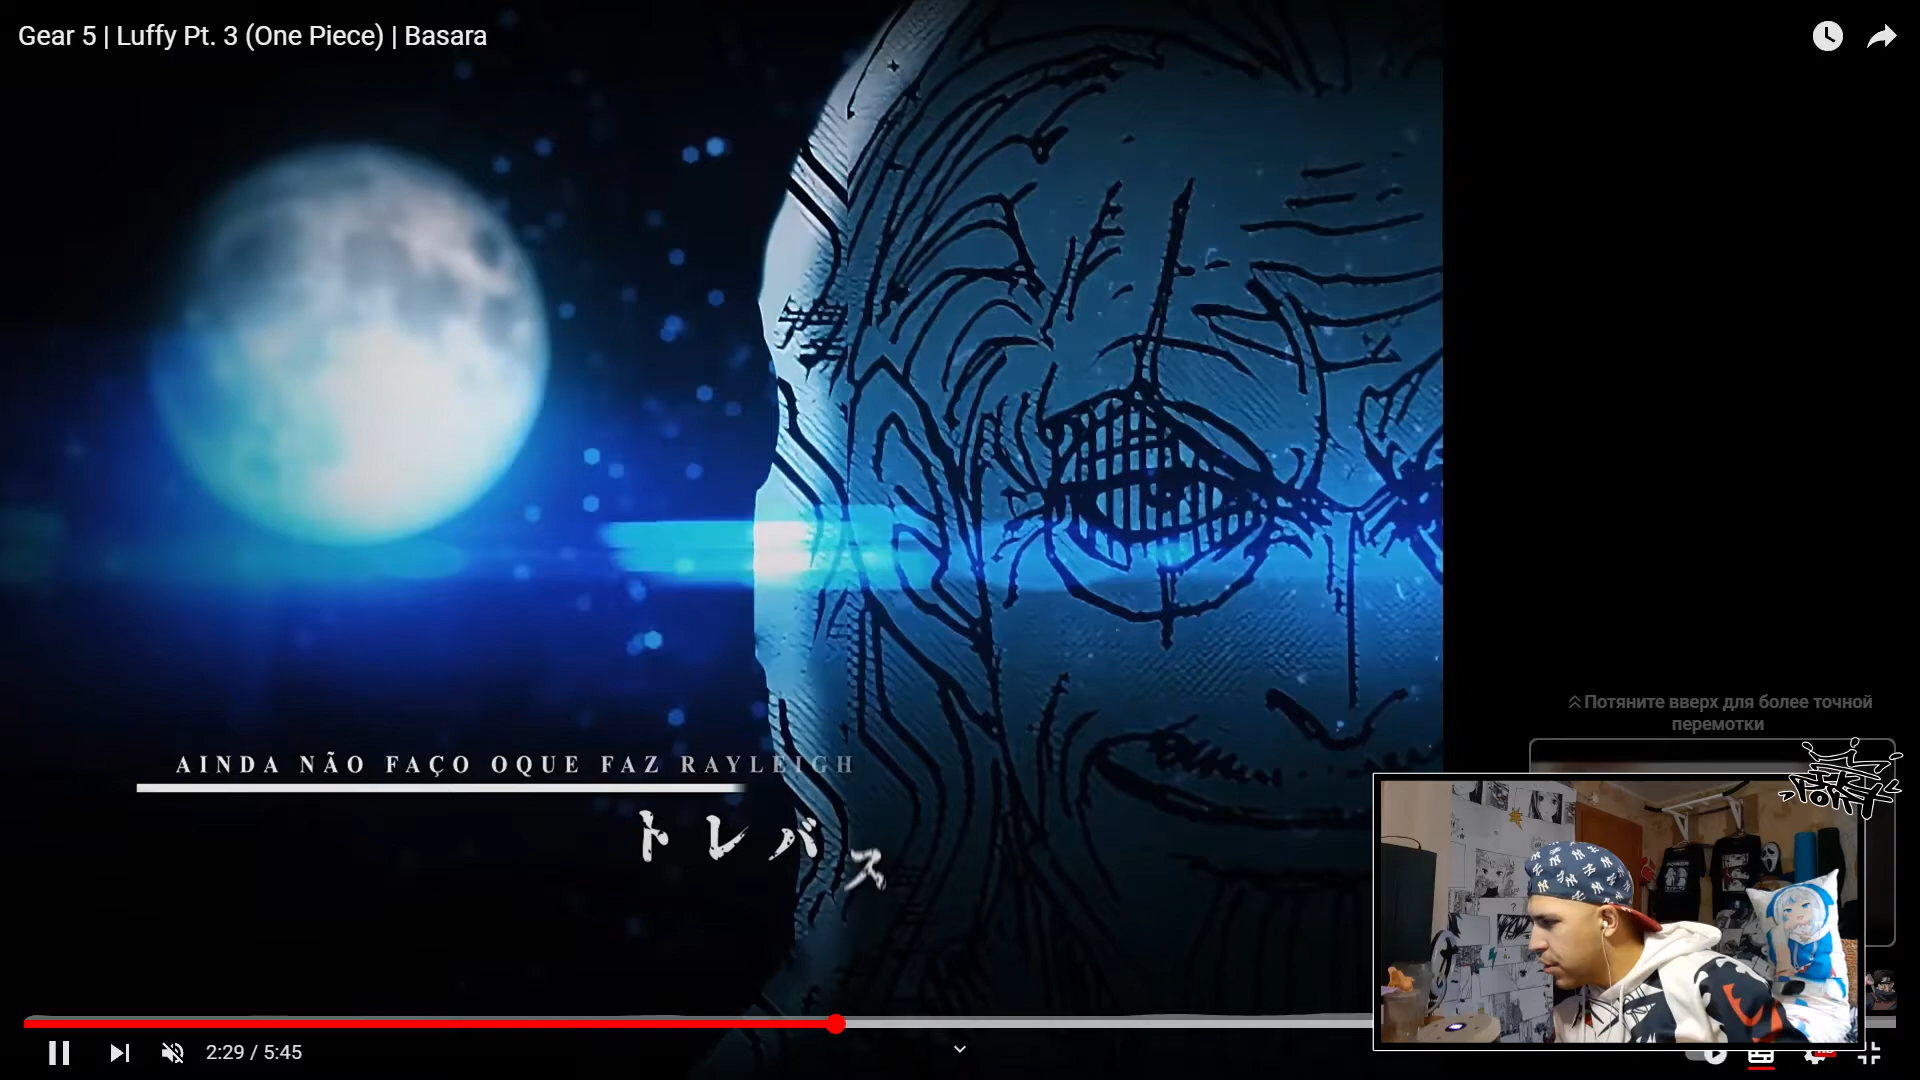 Gear 5 | Luffy Pt. 3 (One Piece) | Basara
AINDA NÃO FAÇO OQUE FAZ RAYLEIGH
トレバス
Потяните вверх для более точной
перемотки
2:29 / 5:45